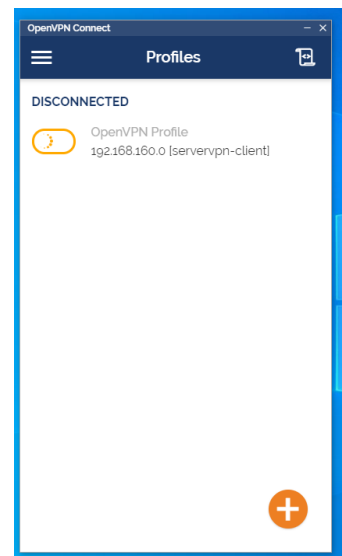 OpenVPN Connect
Profiles
DISCONNECTED
OpenVPN Profile
192.168.160.0 [servervpn-client]